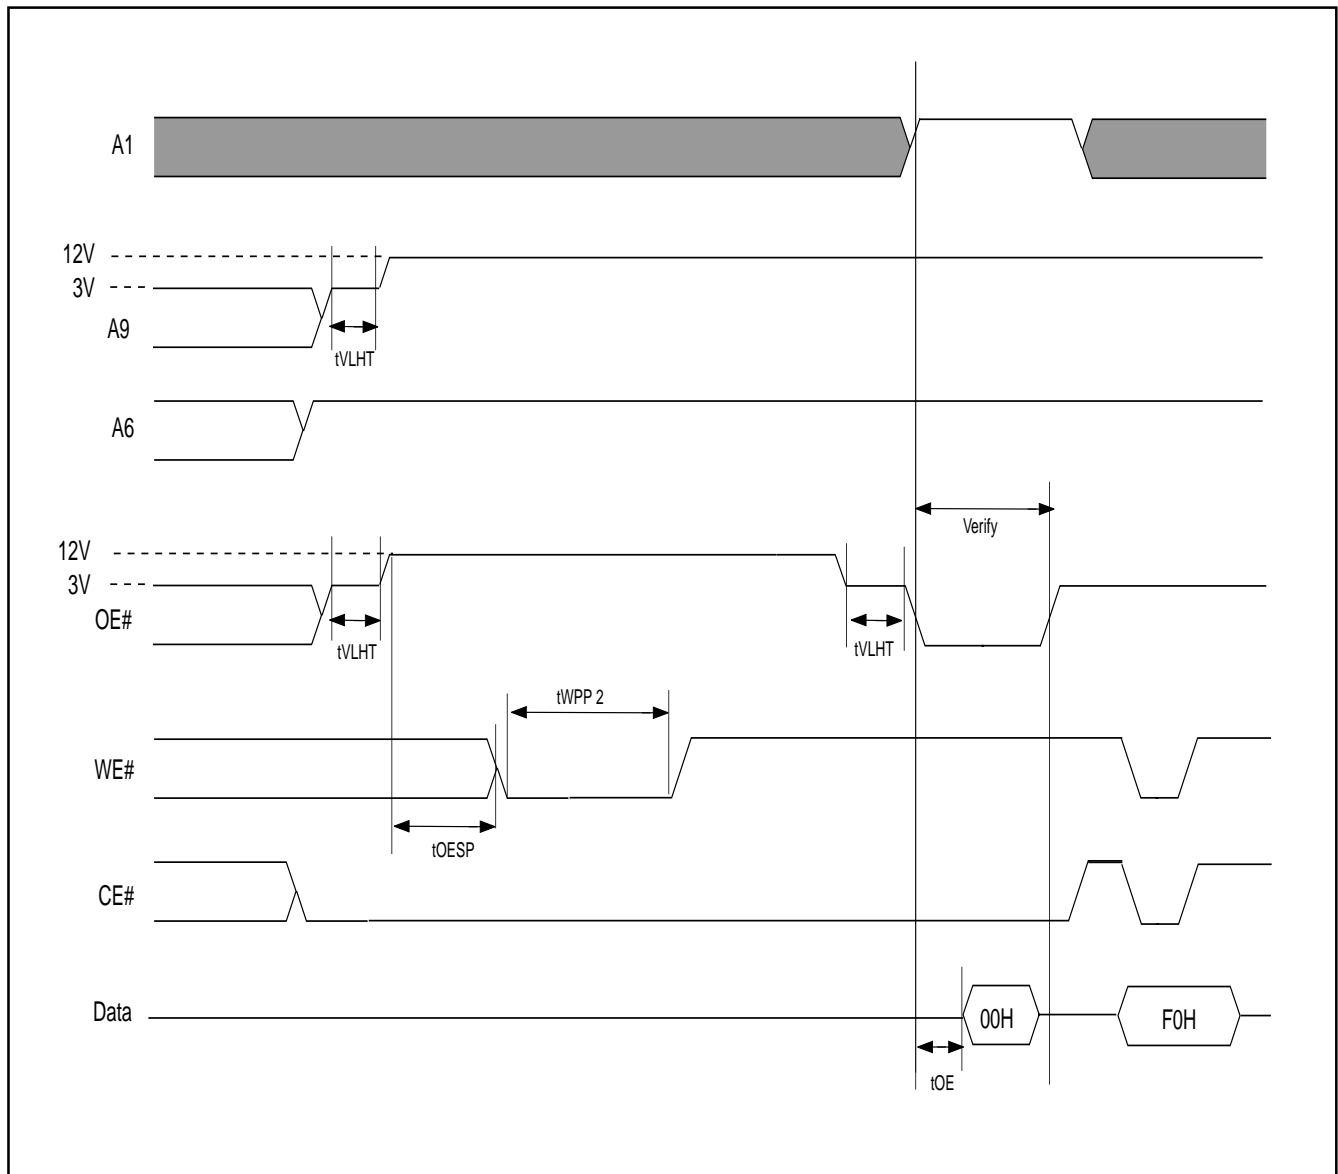 A1
12V
3V
A9
tVLHT
A6
Verify
12V
3V
OE#
tVLHT
tVLHT
tWPP 2
WE#
tOESP
CE#
Data
00H
F0H
tOE